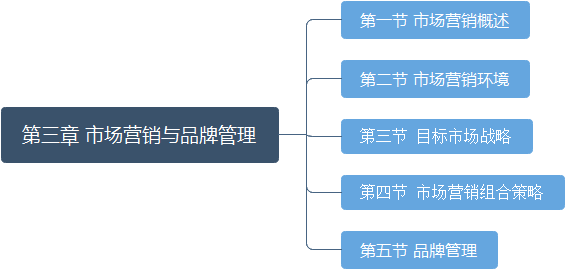 第一节 市场营销概述
第二节 市场营销环境
第三章 市场营销与品牌管理
第三节 目标市场战略
第四节 市场营销组合策略
第五节 品牌管理